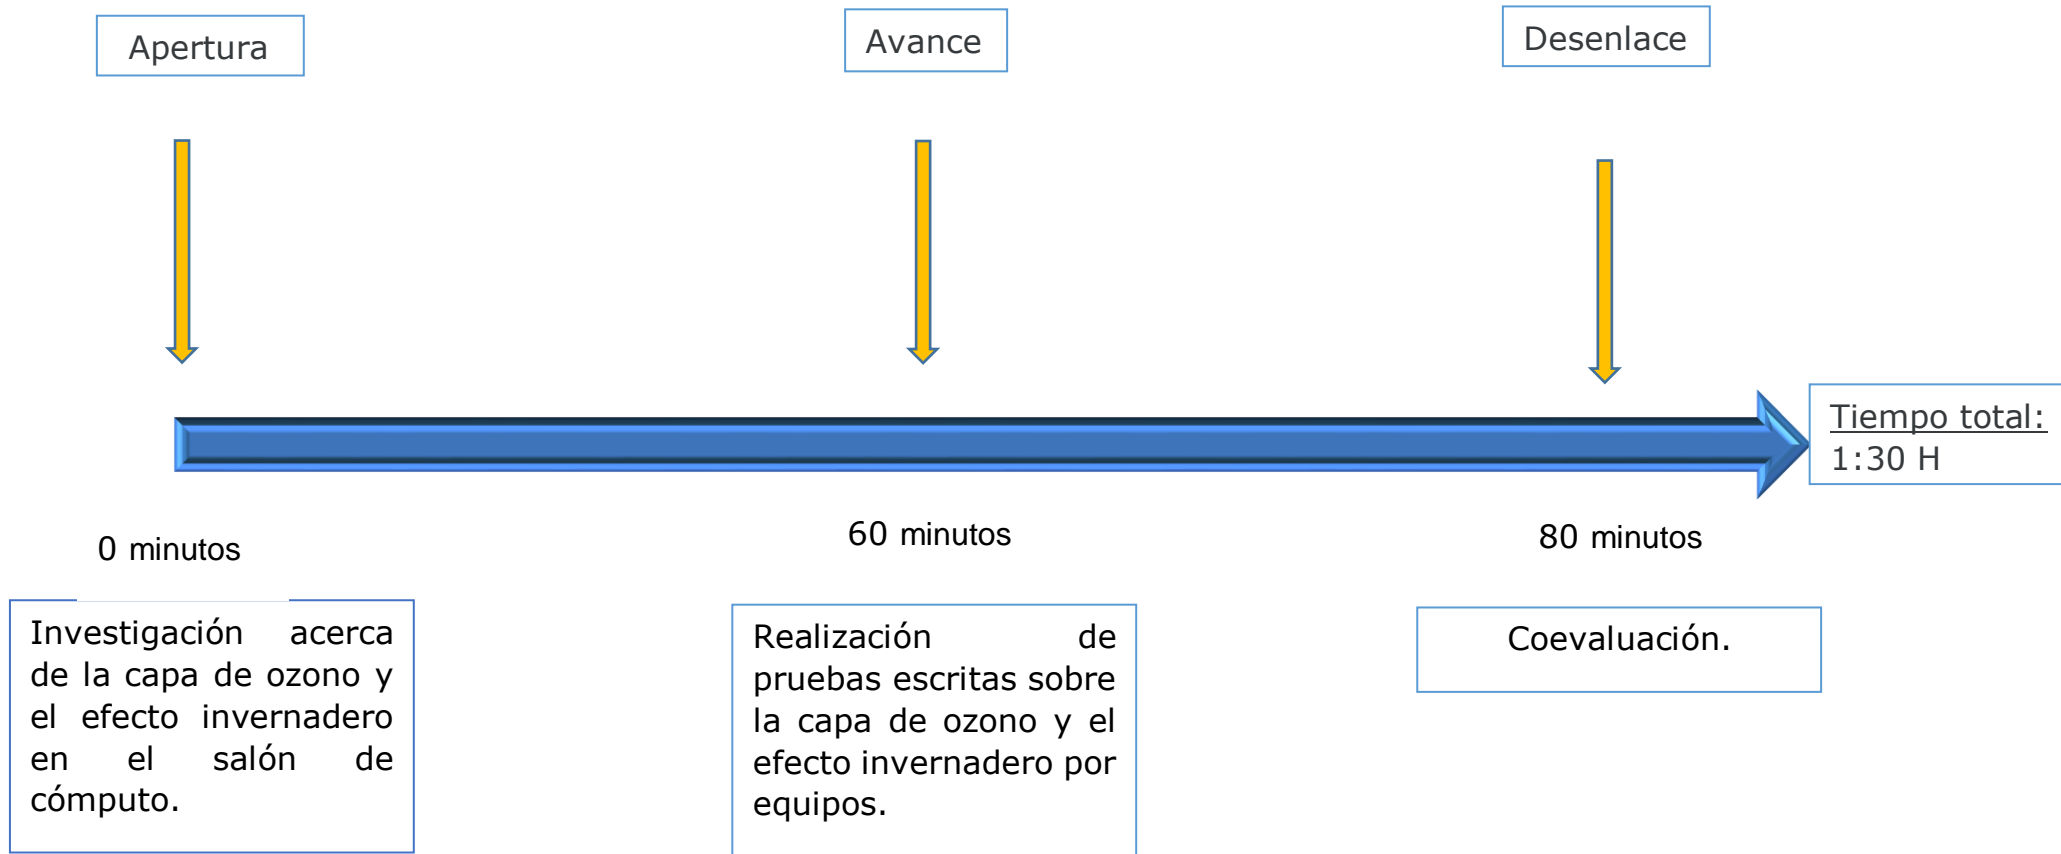 Apertura
Avance
Desenlace
Tiempo total:
1:30 H
0 minutos
60 minutos
80 minutos
Investigación acerca
de la capa de ozono y
el efecto invernadero
en el salón de
cómputo.
Realización de
pruebas escritas sobre
la capa de ozono y el
efecto invernadero por
equipos.
Coevaluación.